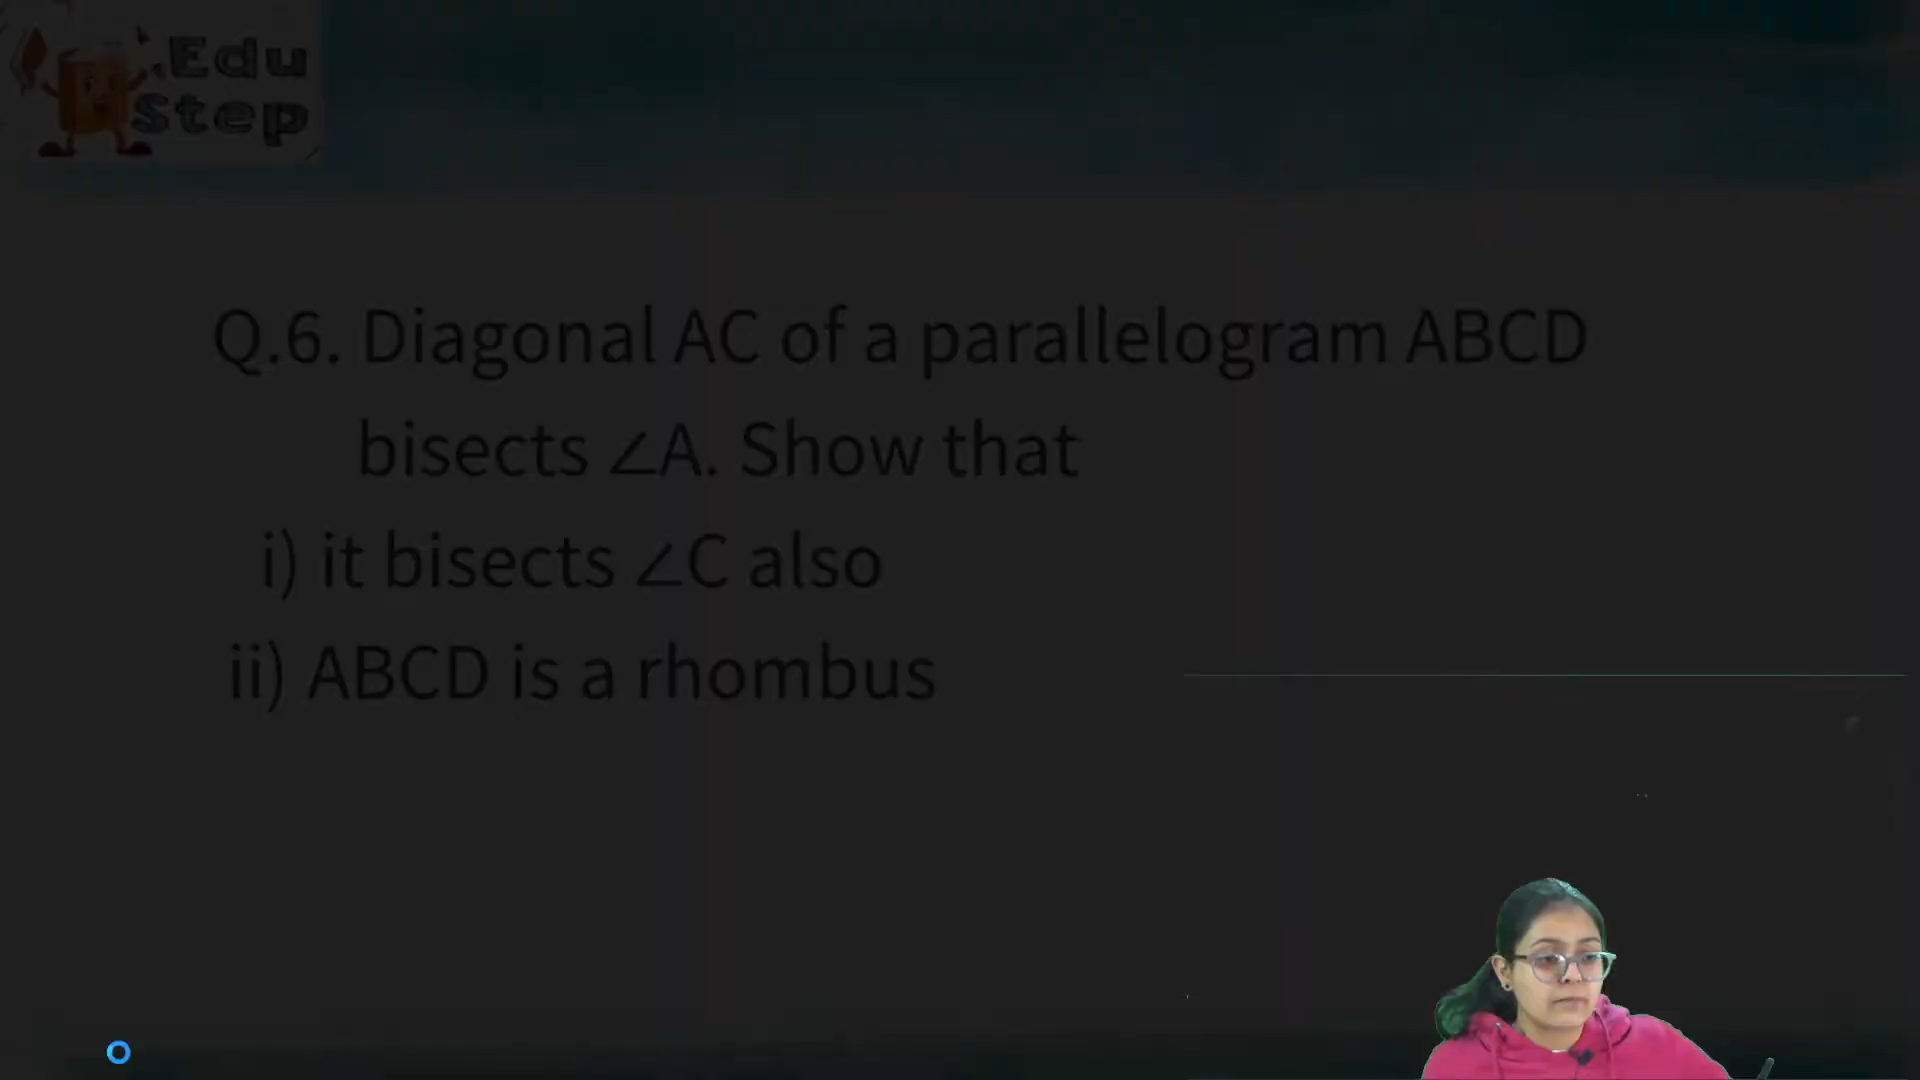 Edu
Step
Q.6. Diagonal AC of a parallelogram ABCD
bisects ∠A. Show that
i) it bisects ∠C also
ii) ABCD is a rhombus